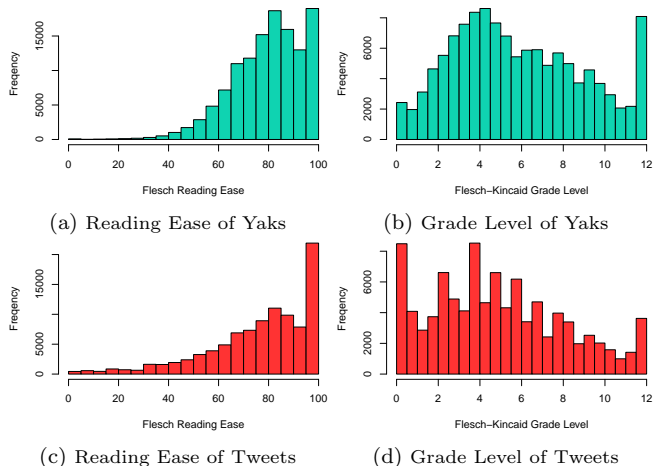 Freqency
0 5000 15000
0 20 40 60 80 100
Flesch Reading Ease
(a) Reading Ease of Yaks
Freqency
0 2000 4000 8000
0 2 4 6 8 10 12
Flesch−Kincaid Grade Level
(b) Grade Level of Yaks
Freqency
0 5000 15000
0 20 40 60 80 100
Flesch Reading Ease
(c) Reading Ease of Tweets
Freqency
0 2000 6000
0 2 4 6 8 10 12
Flesch−Kincaid Grade Level
(d) Grade Level of Tweets